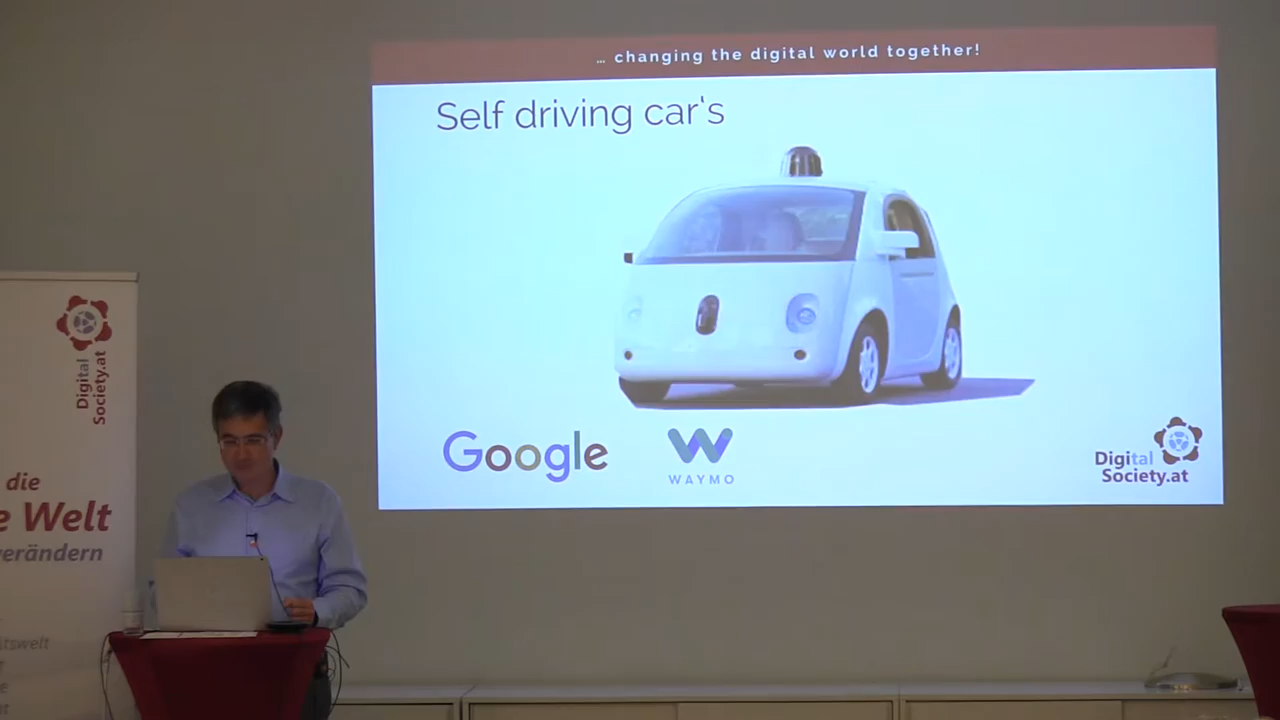 … changing the digital world together!
Self driving car's
Google
WAYMO
Digital
Society.at
Digital
Society.at
die
e Welt
verändern